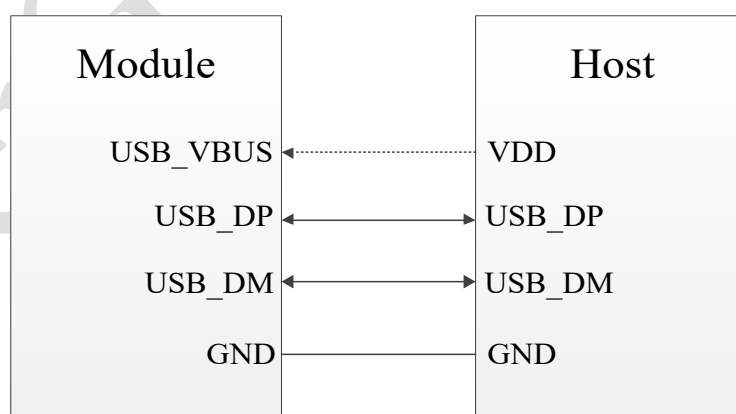 Module Host
USB_VBUS VDD
USB_DP USB_DP
USB_DM USB_DM
GND GND